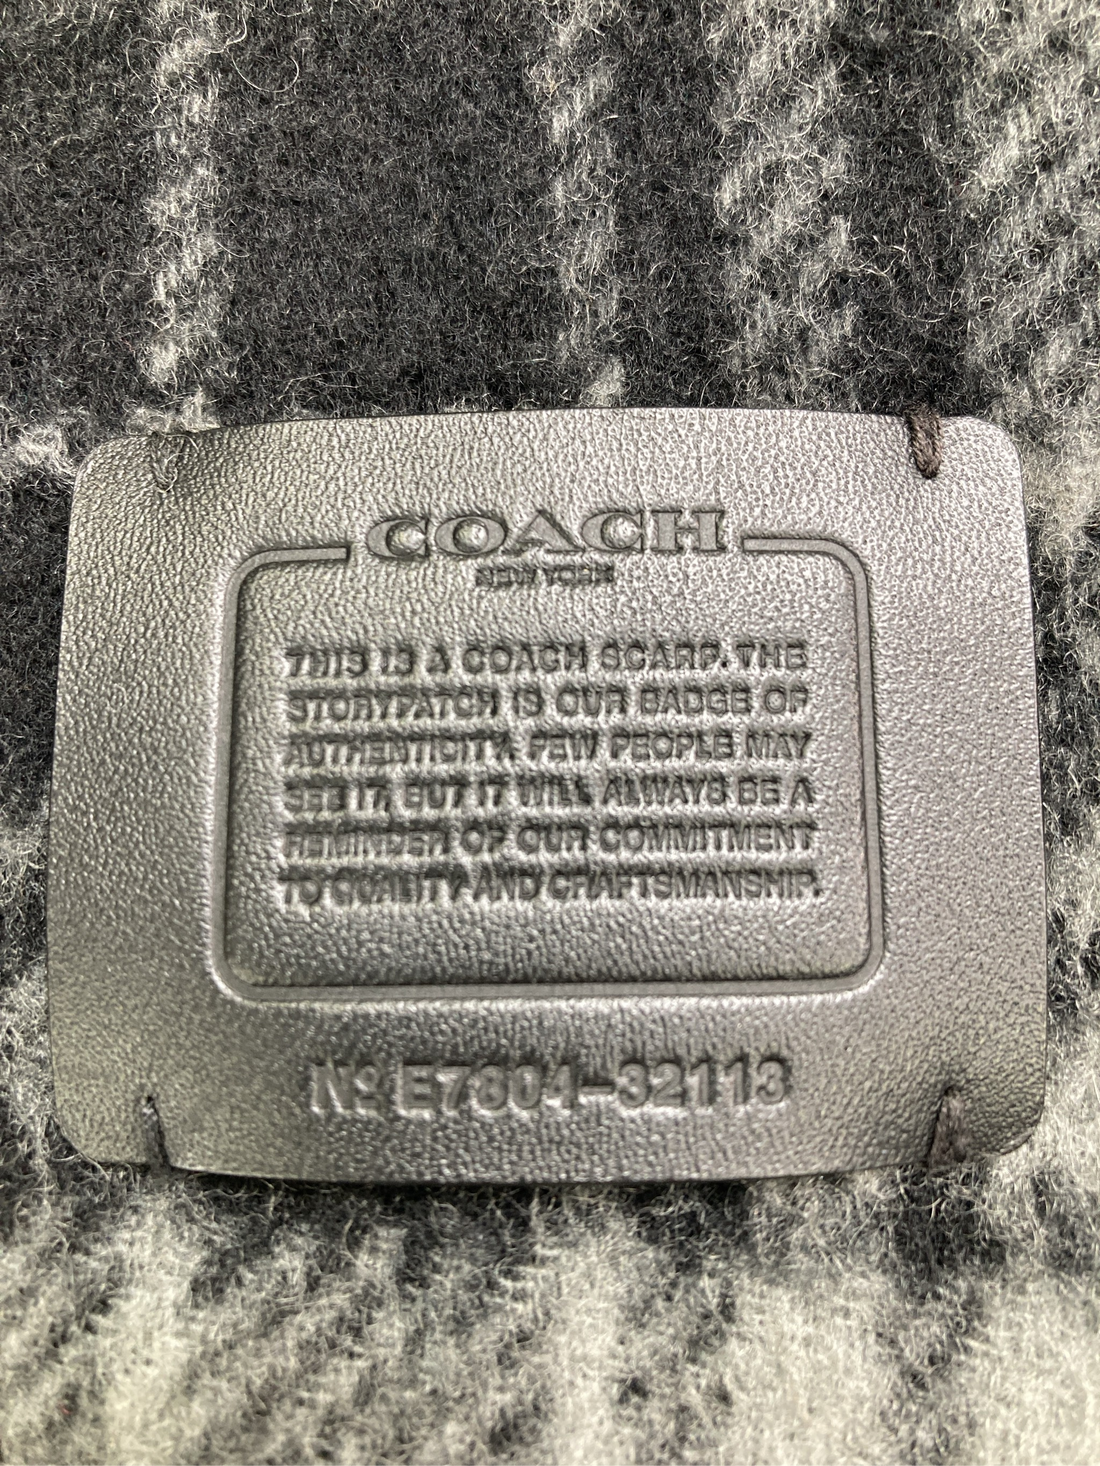 COACH
NEW YORK
THIS IS A COACH SCARF. THE
STORYPATCH IS OUR BADGE OF
AUTHENTICITY. FEW PEOPLE MAY
SEE IT, BUT IT WILL ALWAYS BE A
REMINDER OF OUR COMMITMENT
TO QUALITY AND CRAFTSMANSHIP.
Nº E7804-32113